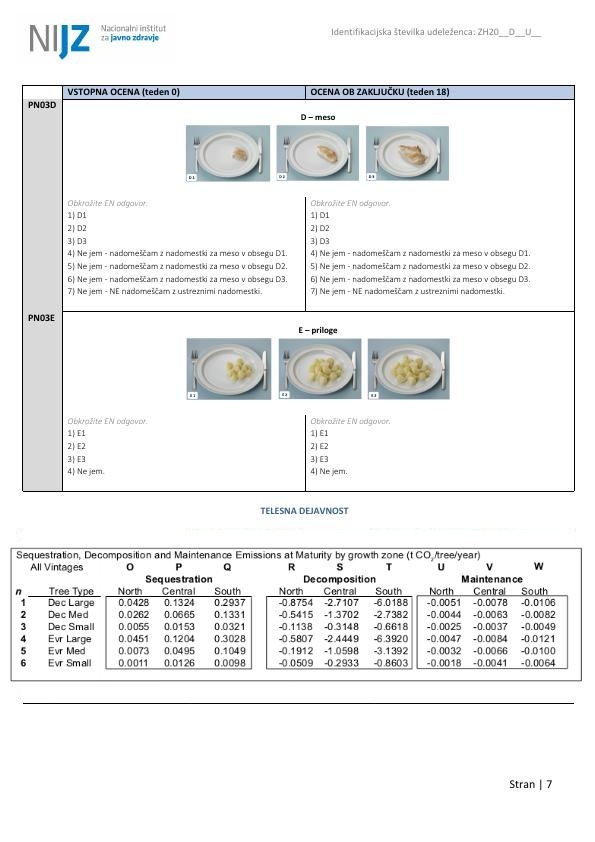 NIJZ Nacionalni inštitut za javno zdravje
Identifikacijska številka udeleženca: ZH20__D__U__
VSTOPNA OCENA (teden 0) OCENA OB ZAKLJUČKU (teden 18)
PN03D
D – meso
D1 D2 D3
Obkrožite EN odgovor. Obkrožite EN odgovor.
1) D1 1) D1
2) D2 2) D2
3) D3 3) D3
4) Ne jem - nadomeščam z nadomestki za meso v obsegu D1. 4) Ne jem - nadomeščam z nadomestki za meso v obsegu D1.
5) Ne jem - nadomeščam z nadomestki za meso v obsegu D2. 5) Ne jem - nadomeščam z nadomestki za meso v obsegu D2.
6) Ne jem - nadomeščam z nadomestki za meso v obsegu D3. 6) Ne jem - nadomeščam z nadomestki za meso v obsegu D3.
7) Ne jem - NE nadomeščam z ustreznimi nadomestki. 7) Ne jem - NE nadomeščam z ustreznimi nadomestki.
PN03E
E – priloge
E1 E2 E3
Obkrožite EN odgovor. Obkrožite EN odgovor.
1) E1 1) E1
2) E2 2) E2
3) E3 3) E3
4) Ne jem. 4) Ne jem.
TELESNA DEJAVNOST
Sequestration, Decomposition and Maintenance Emissions at Maturity by growth zone (t CO2/tree/year)
All Vintages O P Q R S T U V W
Sequestration Decomposition Maintenance
n Tree Type North Central South North Central South North Central South
1 Dec Large 0.0428 0.1324 0.2937 -0.8754 -2.7107 -6.0188 -0.0051 -0.0078 -0.0106
2 Dec Med 0.0262 0.0665 0.1331 -0.5415 -1.3702 -2.7382 -0.0044 -0.0063 -0.0082
3 Dec Small 0.0055 0.0153 0.0321 -0.1138 -0.3148 -0.6618 -0.0025 -0.0037 -0.0049
4 Evr Large 0.0451 0.1204 0.3028 -0.5807 -2.4449 -6.3920 -0.0047 -0.0084 -0.0121
5 Evr Med 0.0073 0.0495 0.1049 -0.1912 -1.0598 -3.1392 -0.0032 -0.0066 -0.0100
6 Evr Small 0.0011 0.0126 0.0098 -0.0509 -0.2933 -0.8603 -0.0018 -0.0041 -0.0064
Stran | 7